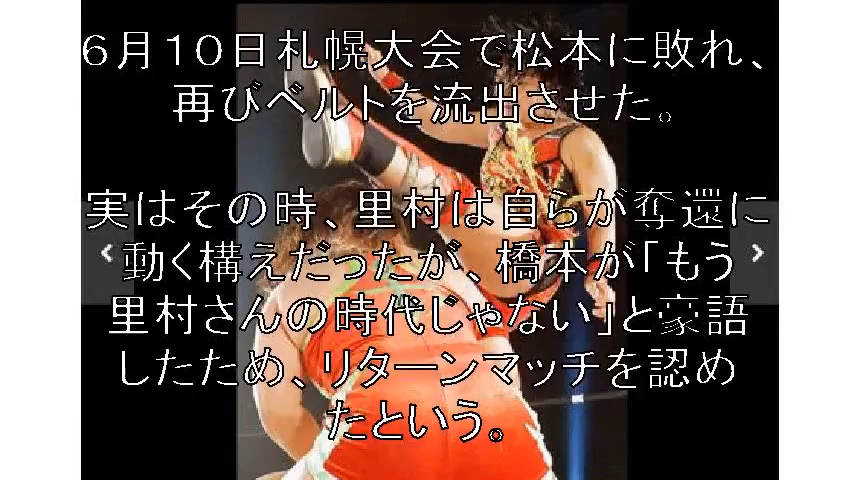 ６月１０日札幌大会で松本に敗れ、
再びベルトを流出させた。
実はその時、里村は自らが奪還に
動く構えだったが、橋本が「もう
里村さんの時代じゃない」と豪語
したため、リターンマッチを認め
たという。